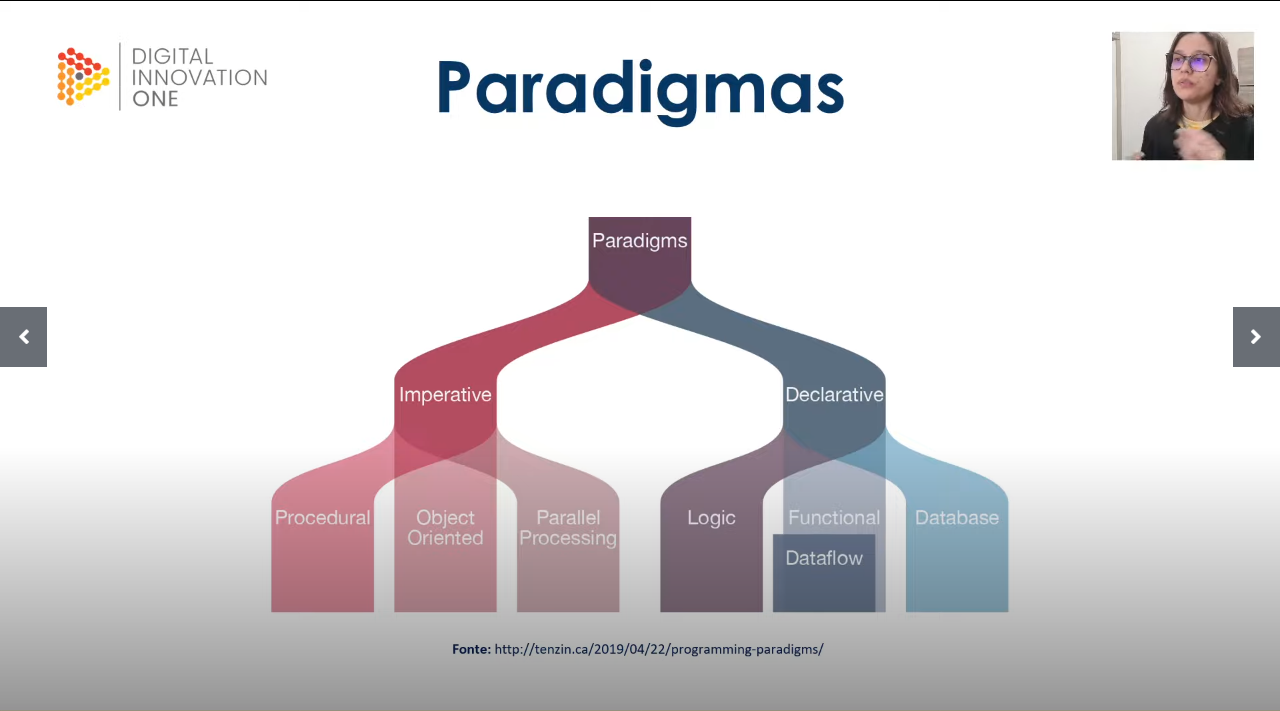 DIGITAL
INNOVATION
ONE
Paradigmas
Paradigms
Imperative
Declarative
Procedural
Object
Oriented
Parallel
Processing
Logic
Functional
Dataflow
Database
Fonte: http://tenzin.ca/2019/04/22/programming-paradigms/